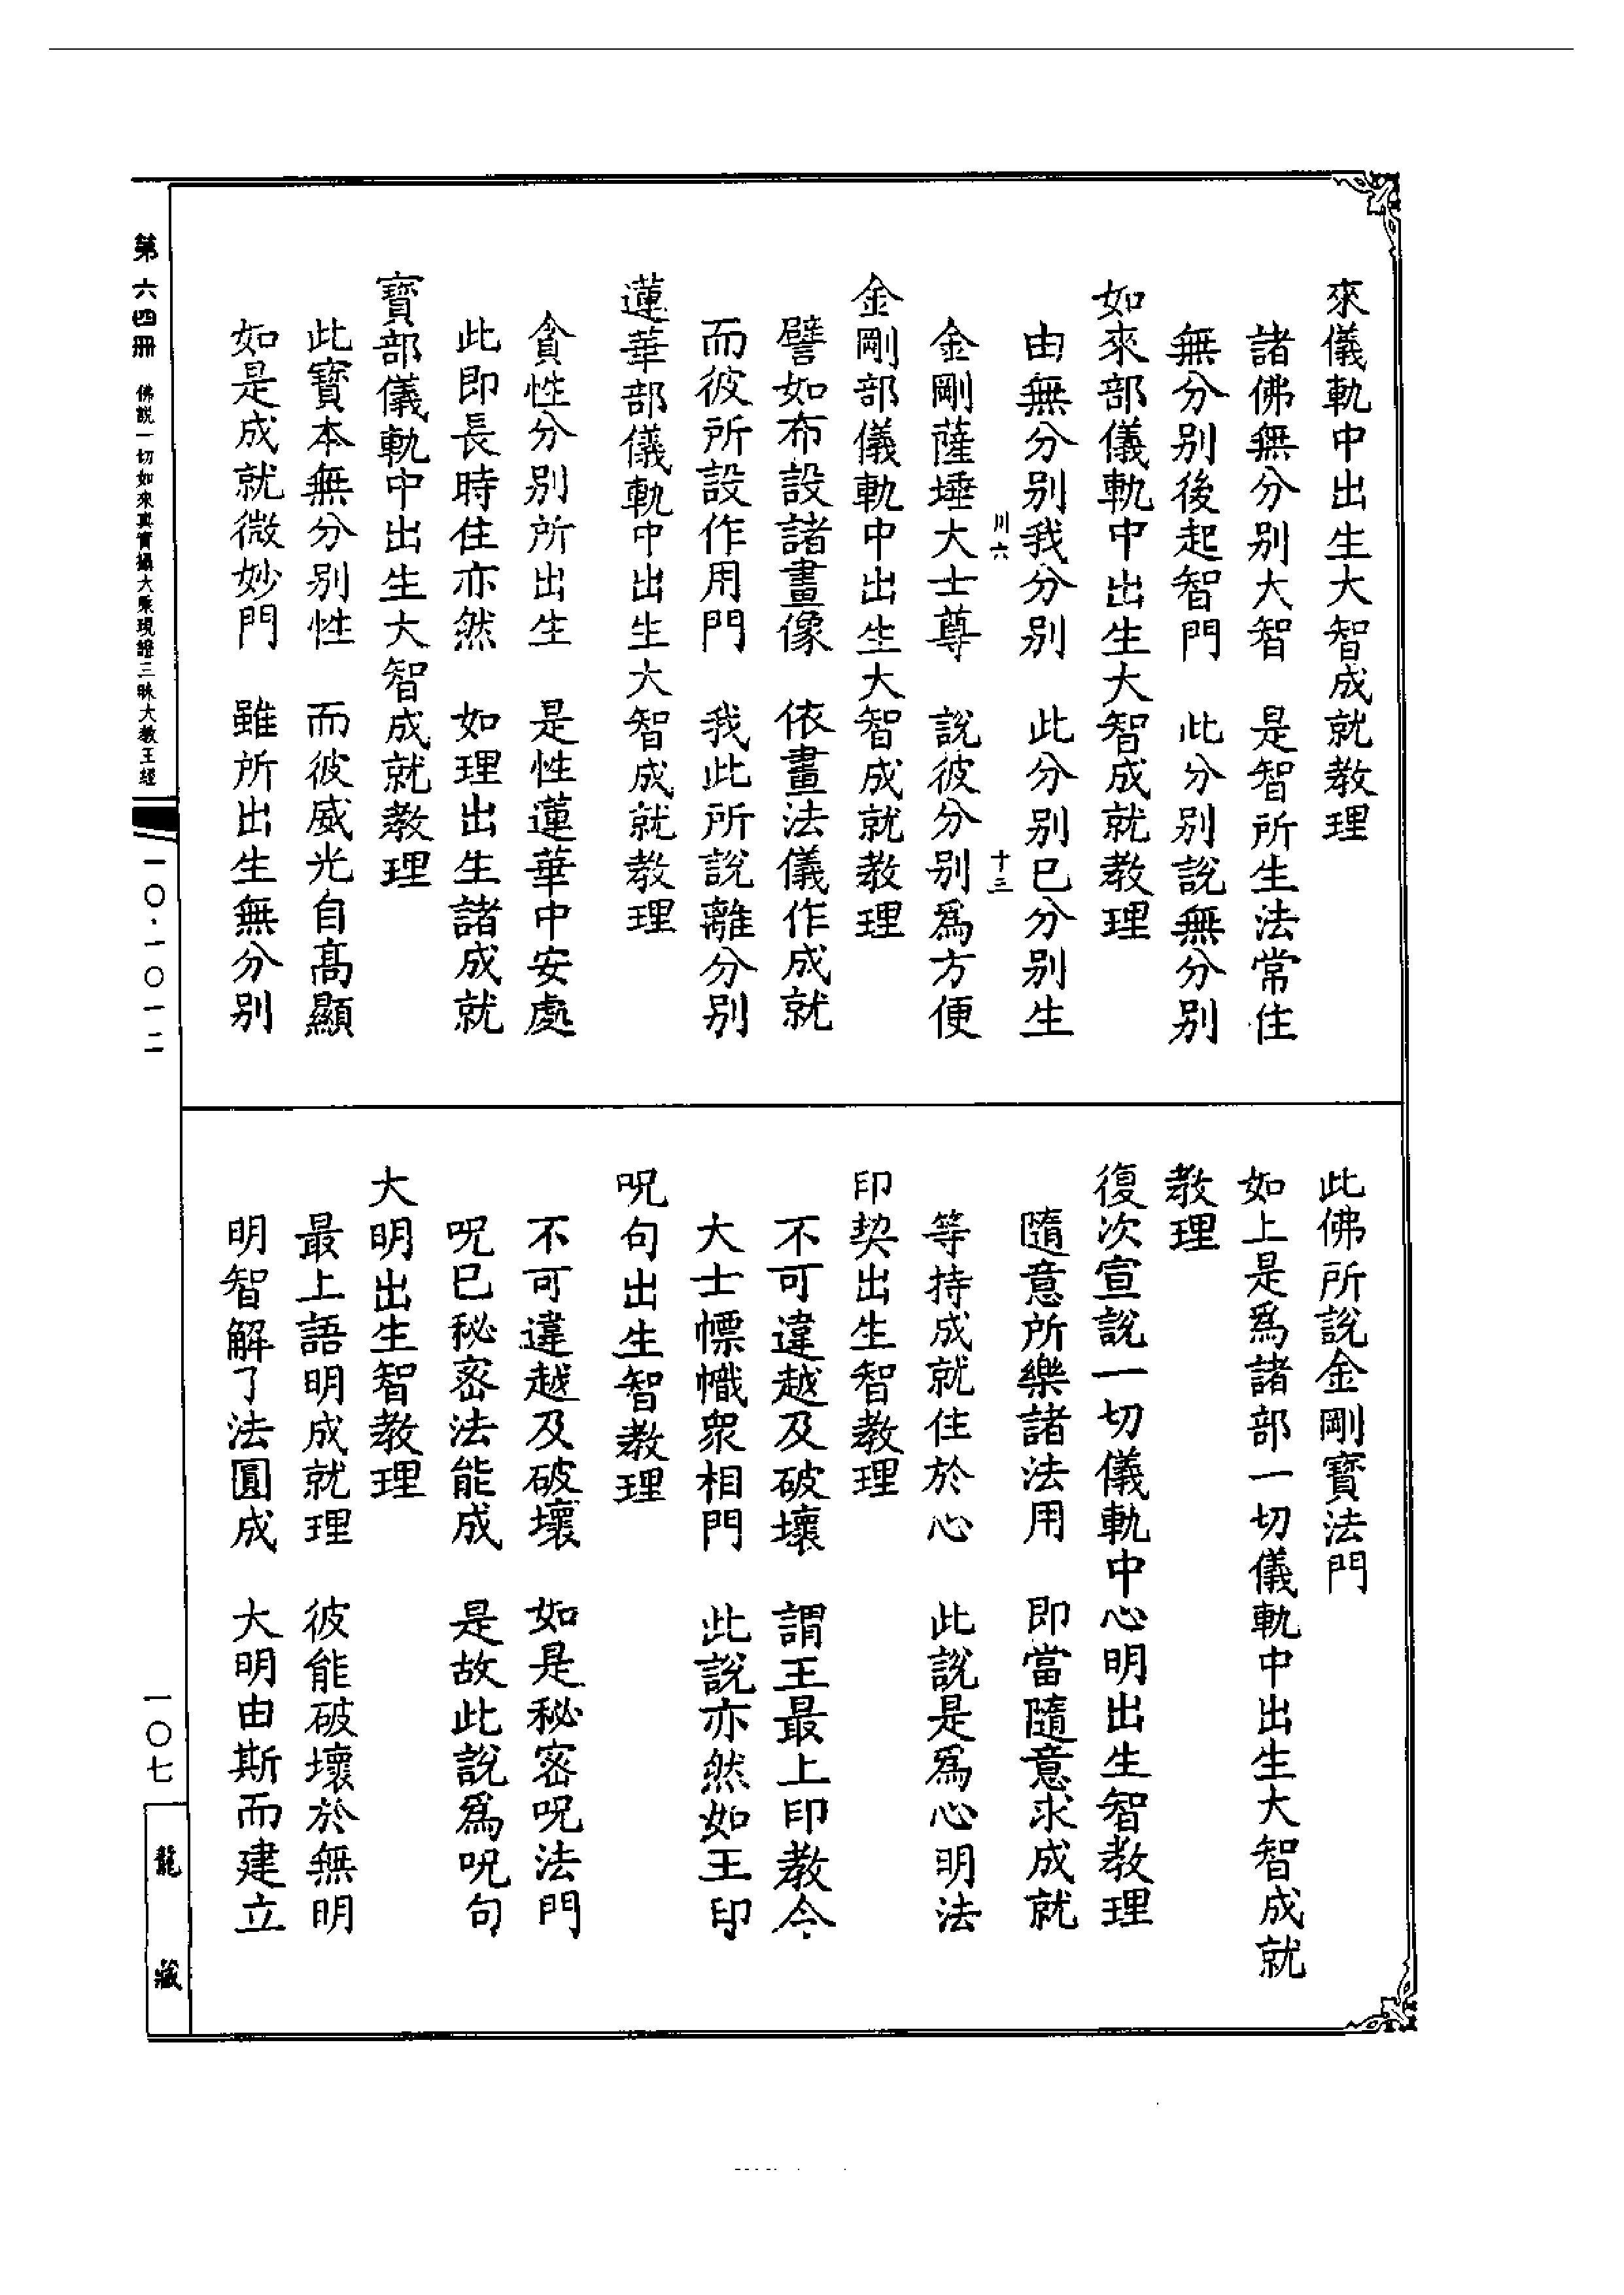 來儀軌中出生大智成就教理
諸佛無分别大智　是智所生法常住
無分别後起智門　此分别說無分别
如來部儀軌中出生大智成就教理
由無分别我分别　此分别已分别生
川六　十三
金剛薩埵大士尊　說彼分别爲方便
金剛部儀軌中出生大智成就教理
譬如布設諸畫像　依畫法儀作成就
而彼所設作用門　我此所說離分别
蓮華部儀軌中出生大智成就教理
貪性分别所出生　是性蓮華中安處
此即長時住亦然　如理出生諸成就
寶部儀軌中出生大智成就教理
此寶本無分别性　而彼威光自高顯
如是成就微妙門　雖所出生無分别
此佛所說金剛寶法門
如上是爲諸部一切儀軌中出生大智成就
教理
復次宣說一切儀軌中心明出生智教理
隨意所樂諸法用　即當隨意求成就
等持成就住於心　此說是爲心明法
印契出生智教理
不可違越及破壞　謂王最上印教令
大士幖幟衆相門　此說亦然如王印
呪句出生智教理
不可違越及破壞　如是秘密呪法門
呪已秘密法能成　是故此說爲呪句
大明出生智教理
最上語明成就理　彼能破壞於無明
明智解了法圓成　大明由斯而建立
第六四冊　佛說一切如來真實攝大乘現證三昧大教王經　一〇·一〇一二
一〇七
龍藏